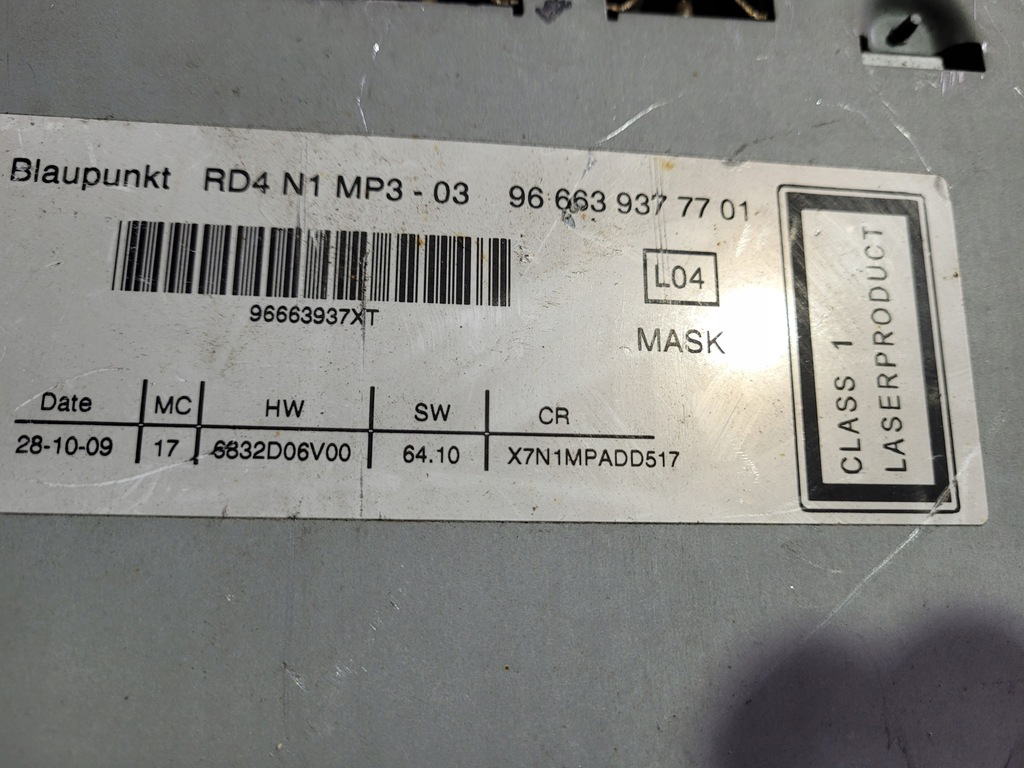 Blaupunkt RD4 N1 MP3 - 03 96 663 937 77 01
96663937XT
L04
MASK
Date MC HW SW CR
28-10-09 17 6832D06V00 64.10 X7N1MPADD517
CLASS 1
LASERPRODUCT